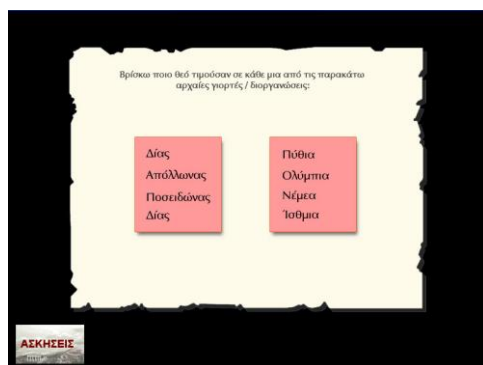 Βρίσκω ποιο θεό τιμούσαν σε κάθε μια από τις παρακάτω
αρχαίες γιορτές / διοργανώσεις:
Δίας
Απόλλωνας
Ποσειδώνας
Δίας
Πύθια
Ολύμπια
Νέμεα
Ίσθμια
ΑΣΚΗΣΕΙΣ